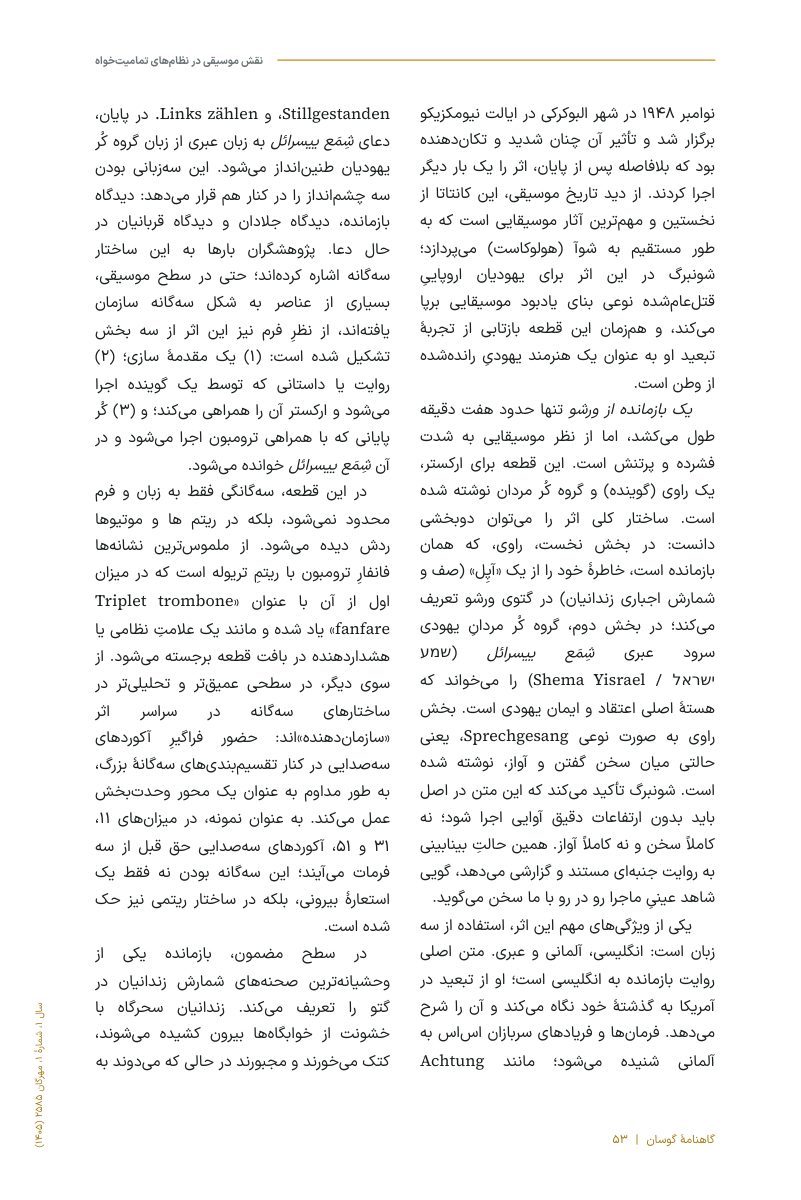 نقش موسیقی در نظام‌های تمامیت‌خواه
نوامبر ۱۹۴۸ در شهر البوکرکی در ایالت نیومکزیکو
برگزار شد و تأثیر آن چنان شدید و تکان‌دهنده
بود که بلافاصله پس از پایان، اثر را یک بار دیگر
اجرا کردند. از دید تاریخ موسیقی، این کانتاتا از
نخستین و مهم‌ترین آثار موسیقایی است که به
طور مستقیم به شوآ (هولوکاست) می‌پردازد؛
شونبرگ در این اثر برای یهودیان اروپاییِ
قتل‌عام‌شده نوعی بنای یادبود موسیقایی برپا
می‌کند، و هم‌زمان این قطعه بازتابی از تجربهٔ
تبعید او به عنوان یک هنرمند یهودیِ رانده‌شده
از وطن است.
یک بازمانده از ورشو تنها حدود هفت دقیقه
طول می‌کشد، اما از نظر موسیقایی به شدت
فشرده و پرتنش است. این قطعه برای ارکستر،
یک راوی (گوینده) و گروه کُر مردان نوشته شده
است. ساختار کلی اثر را می‌توان دوبخشی
دانست: در بخش نخست، راوی، که همان
بازمانده است، خاطرهٔ خود را از یک «آپِل» (صف و
شمارش اجباری زندانیان) در گتوی ورشو تعریف
می‌کند؛ در بخش دوم، گروه کُر مردانِ یهودی
سرود عبری شِمَع ییسرائل (שמע
ישראל / Shema Yisrael) را می‌خواند که
هستهٔ اصلی اعتقاد و ایمان یهودی است. بخش
راوی به صورت نوعی Sprechgesang، یعنی
حالتی میان سخن گفتن و آواز، نوشته شده
است. شونبرگ تأکید می‌کند که این متن در اصل
باید بدون ارتفاعات دقیق آوایی اجرا شود؛ نه
کاملاً سخن و نه کاملاً آواز. همین حالتِ بینابینی
به روایت جنبه‌ای مستند و گزارشی می‌دهد، گویی
شاهد عینیِ ماجرا رو در رو با ما سخن می‌گوید.
یکی از ویژگی‌های مهم این اثر، استفاده از سه
زبان است: انگلیسی، آلمانی و عبری. متن اصلی
روایت بازمانده به انگلیسی است؛ او از تبعید در
آمریکا به گذشتهٔ خود نگاه می‌کند و آن را شرح
می‌دهد. فرمان‌ها و فریادهای سربازان اس‌اس به
آلمانی شنیده می‌شود؛ مانند Achtung
Stillgestanden، و Links zählen. در پایان،
دعای شِمَع ییسرائل به زبان عبری از زبان گروه کُر
یهودیان طنین‌انداز می‌شود. این سه‌زبانی بودن
سه چشم‌انداز را در کنار هم قرار می‌دهد: دیدگاه
بازمانده، دیدگاه جلادان و دیدگاه قربانیان در
حال دعا. پژوهشگران بارها به این ساختار
سه‌گانه اشاره کرده‌اند؛ حتی در سطح موسیقی،
بسیاری از عناصر به شکل سه‌گانه سازمان
یافته‌اند، از نظرِ فرم نیز این اثر از سه بخش
تشکیل شده است: (۱) یک مقدمهٔ سازی؛ (۲)
روایت یا داستانی که توسط یک گوینده اجرا
می‌شود و ارکستر آن را همراهی می‌کند؛ و (۳) کُر
پایانی که با همراهی ترومبون اجرا می‌شود و در
آن شِمَع ییسرائل خوانده می‌شود.
در این قطعه، سه‌گانگی فقط به زبان و فرم
محدود نمی‌شود، بلکه در ریتم ها و موتیوها
ردش دیده می‌شود. از ملموس‌ترین نشانه‌ها
فانفارِ ترومبون با ریتمِ تریوله است که در میزان
اول از آن با عنوان «Triplet trombone
fanfare» یاد شده و مانند یک علامتِ نظامی یا
هشداردهنده در بافت قطعه برجسته می‌شود. از
سوی دیگر، در سطحی عمیق‌تر و تحلیلی‌تر در
ساختارهای سه‌گانه در سراسر اثر
«سازمان‌دهنده»‌اند: حضور فراگیرِ آکوردهای
سه‌صدایی در کنار تقسیم‌بندی‌های سه‌گانهٔ بزرگ،
به طور مداوم به عنوان یک محور وحدت‌بخش
عمل می‌کند. به عنوان نمونه، در میزان‌های ۱۱،
۳۱ و ۵۱، آکوردهای سه‌صدایی حق قبل از سه
فرمات می‌آیند؛ این سه‌گانه بودن نه فقط یک
استعارهٔ بیرونی، بلکه در ساختار ریتمی نیز حک
شده است.
در سطح مضمون، بازمانده یکی از
وحشیانه‌ترین صحنه‌های شمارش زندانیان در
گتو را تعریف می‌کند. زندانیان سحرگاه با
خشونت از خوابگاه‌ها بیرون کشیده می‌شوند،
کتک می‌خورند و مجبورند در حالی که می‌دوند به
سال ۱، شمارهٔ ۱، مهرگان ۲۵۸۵ (۱۴۰۵)
گاهنامهٔ گوسان | ۵۳